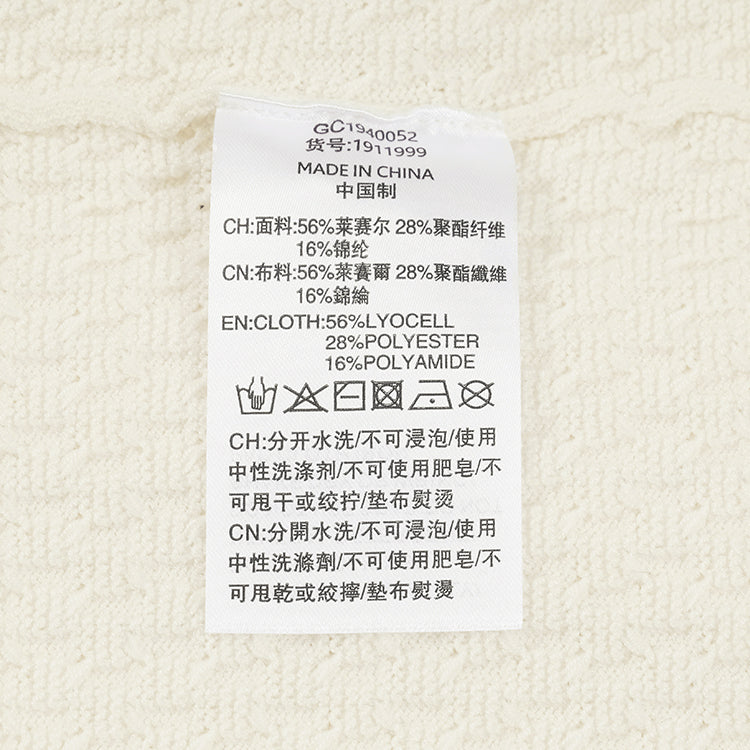 GC1940052
货号:1911999
MADE IN CHINA
中国制
CH:面料:56%莱赛尔 28%聚酯纤维
16%锦纶
CN:布料:56%萊賽爾 28%聚酯纖維
16%錦綸
EN:CLOTH:56%LYOCELL
28%POLYESTER
16%POLYAMIDE
CH:分开水洗/不可浸泡/使用
中性洗涤剂/不可使用肥皂/不
可甩干或绞拧/垫布熨烫
CN:分開水洗/不可浸泡/使用
中性洗滌劑/不可使用肥皂/不
可甩乾或絞擰/墊布熨燙